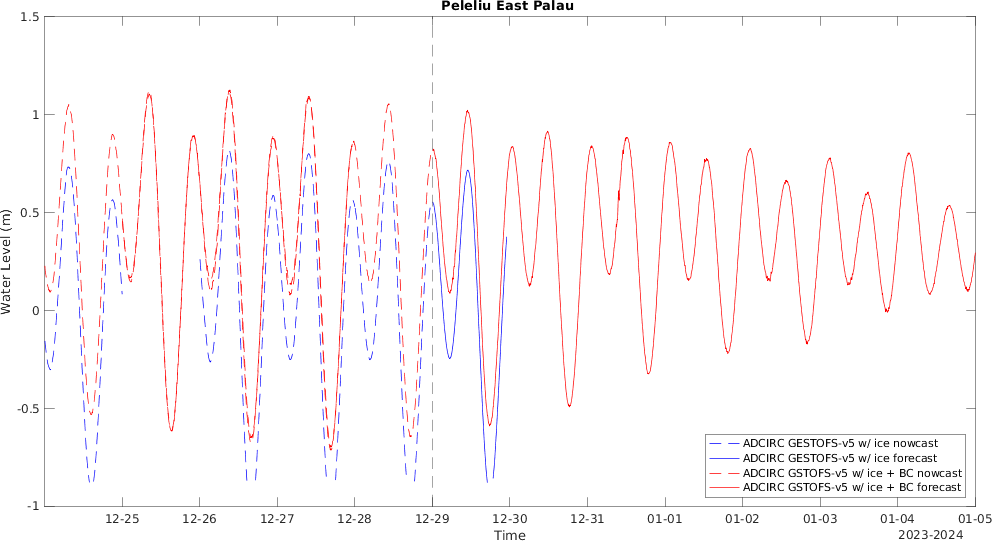 Peleliu East Palau
1.5
1
0.5
0
-0.5
-1
Water Level (m)
12-25 12-26 12-27 12-28 12-29 12-30 12-31 01-01 01-02 01-03 01-04 01-05
Time
2023-2024
ADCIRC GESTOFS-v5 w/ ice nowcast
ADCIRC GESTOFS-v5 w/ ice forecast
ADCIRC GSTOFS-v5 w/ ice + BC nowcast
ADCIRC GSTOFS-v5 w/ ice + BC forecast